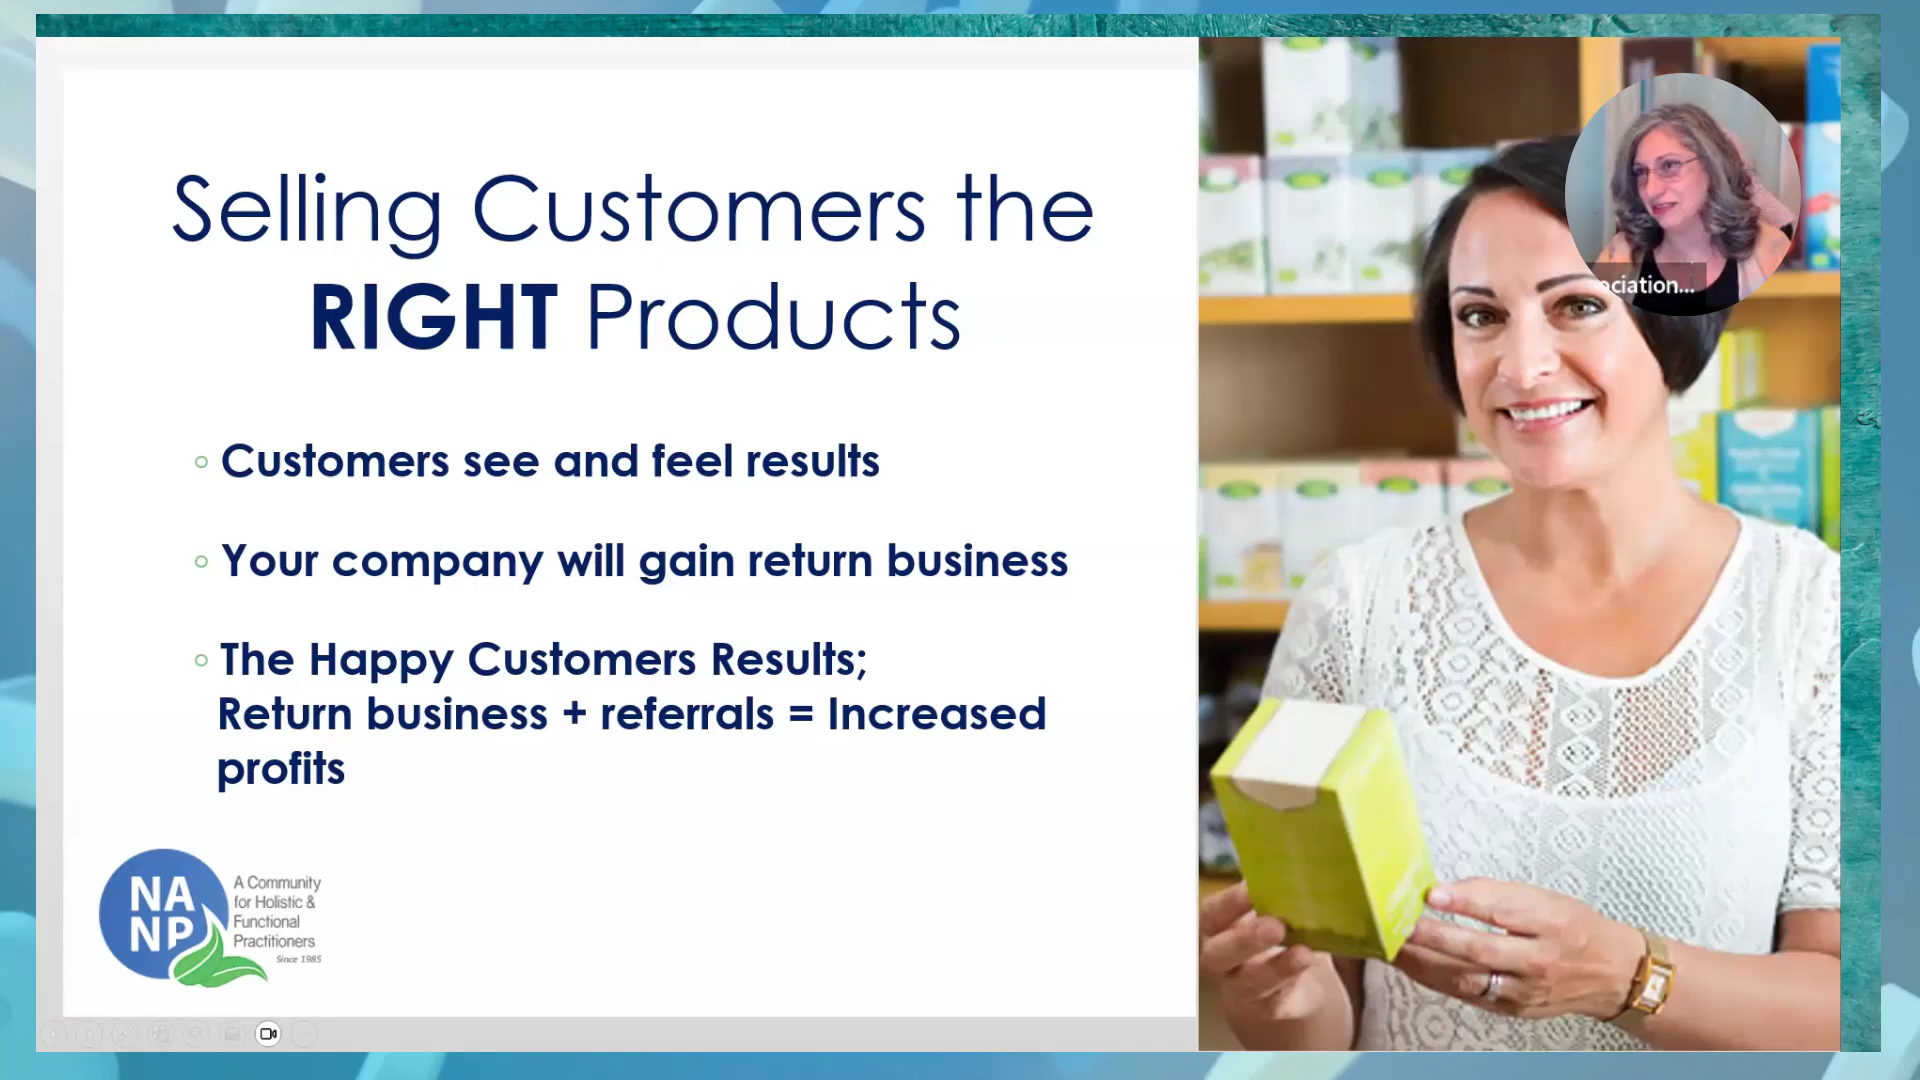 Selling Customers the
RIGHT Products
Customers see and feel results
Your company will gain return business
The Happy Customers Results;
Return business + referrals = Increased
profits
NA
NP
A Community
for Holistic &
Functional
Practitioners
Since 1985
ociation...